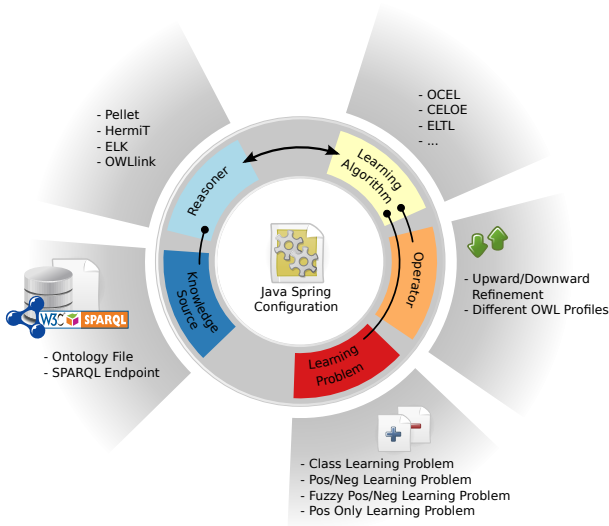 - Pellet
- HermiT
- ELK
- OWLlink
- OCEL
- CELOE
- ELTL
- ...
Reasoner
Learning
Algorithm
Java Spring
Configuration
Knowledge
Source
Operator
Learning
Problem
W3C SPARQL
- Ontology File
- SPARQL Endpoint
- Upward/Downward
Refinement
- Different OWL Profiles
- Class Learning Problem
- Pos/Neg Learning Problem
- Fuzzy Pos/Neg Learning Problem
- Pos Only Learning Problem